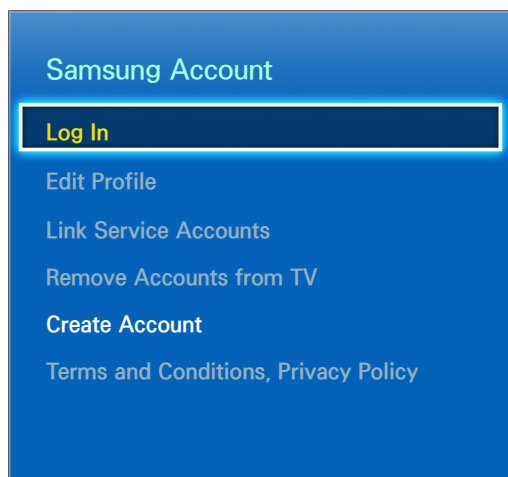 Samsung Account
Log In
Edit Profile
Link Service Accounts
Remove Accounts from TV
Create Account
Terms and Conditions, Privacy Policy